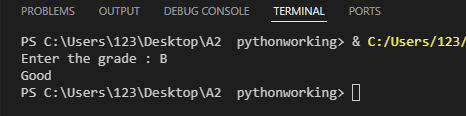 PROBLEMS OUTPUT DEBUG CONSOLE TERMINAL PORTS
PS C:\Users\123\Desktop\A2  pythonworking> & C:/Users/123/
Enter the grade : B
Good
PS C:\Users\123\Desktop\A2  pythonworking>